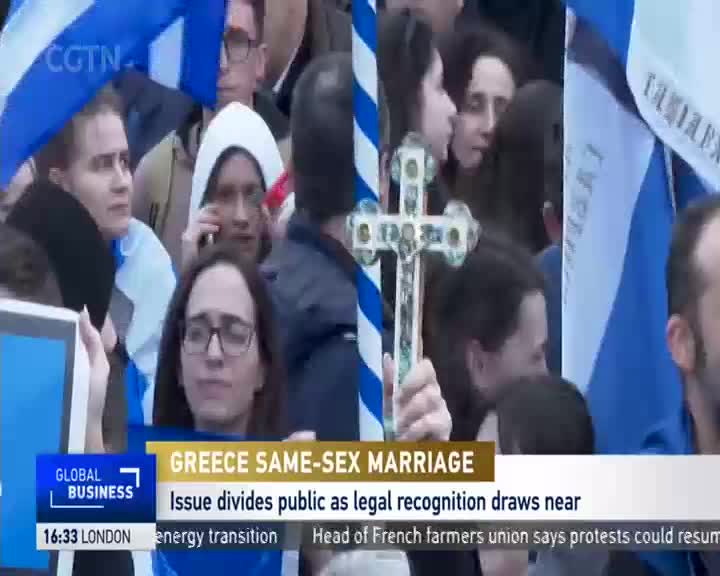 CGTN
GREECE SAME-SEX MARRIAGE
GLOBAL
BUSINESS
Issue divides public as legal recognition draws near
16:33 LONDON
energy transition Head of French farmers union says protests could resum